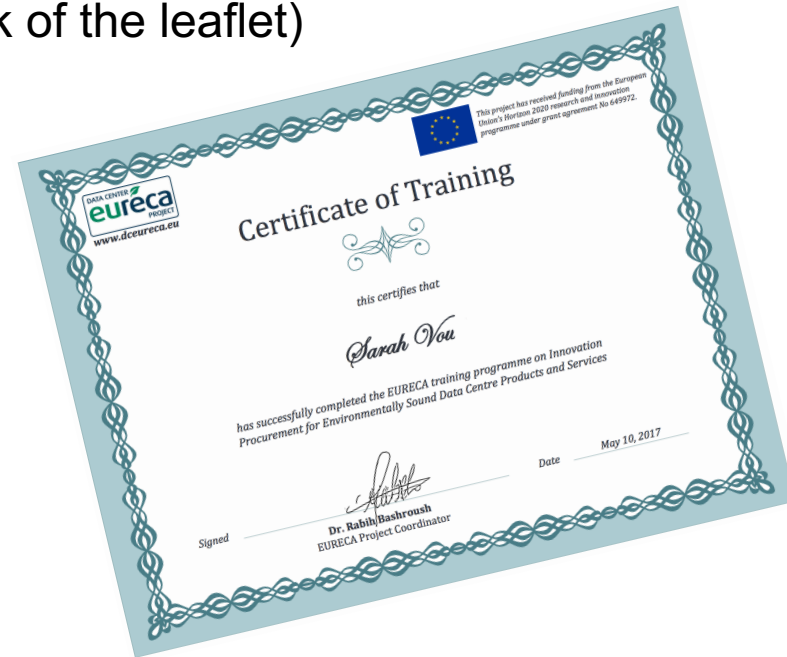 k of the leaflet)
This project has received funding from the European
Union's Horizon 2020 research and innovation
programme under grant agreement No 649972.
DATA CENTER
eureca
PROJECT
www.dceureca.eu
Certificate of Training
this certifies that
Sarah You
has successfully completed the EURECA training programme on Innovation
Procurement for Environmentally Sound Data Centre Products and Services
Signed
Dr. Rabih Bashroush
EURECA Project Coordinator
Date
May 10, 2017